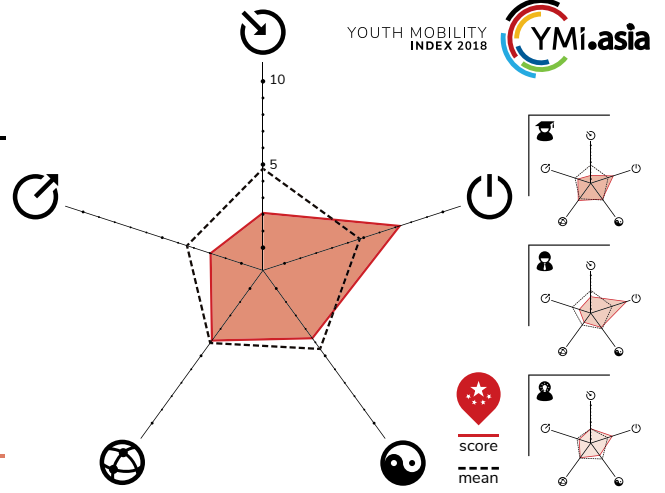 YOUTH MOBILITY
INDEX 2018
YMi.asia
10
5
score
mean